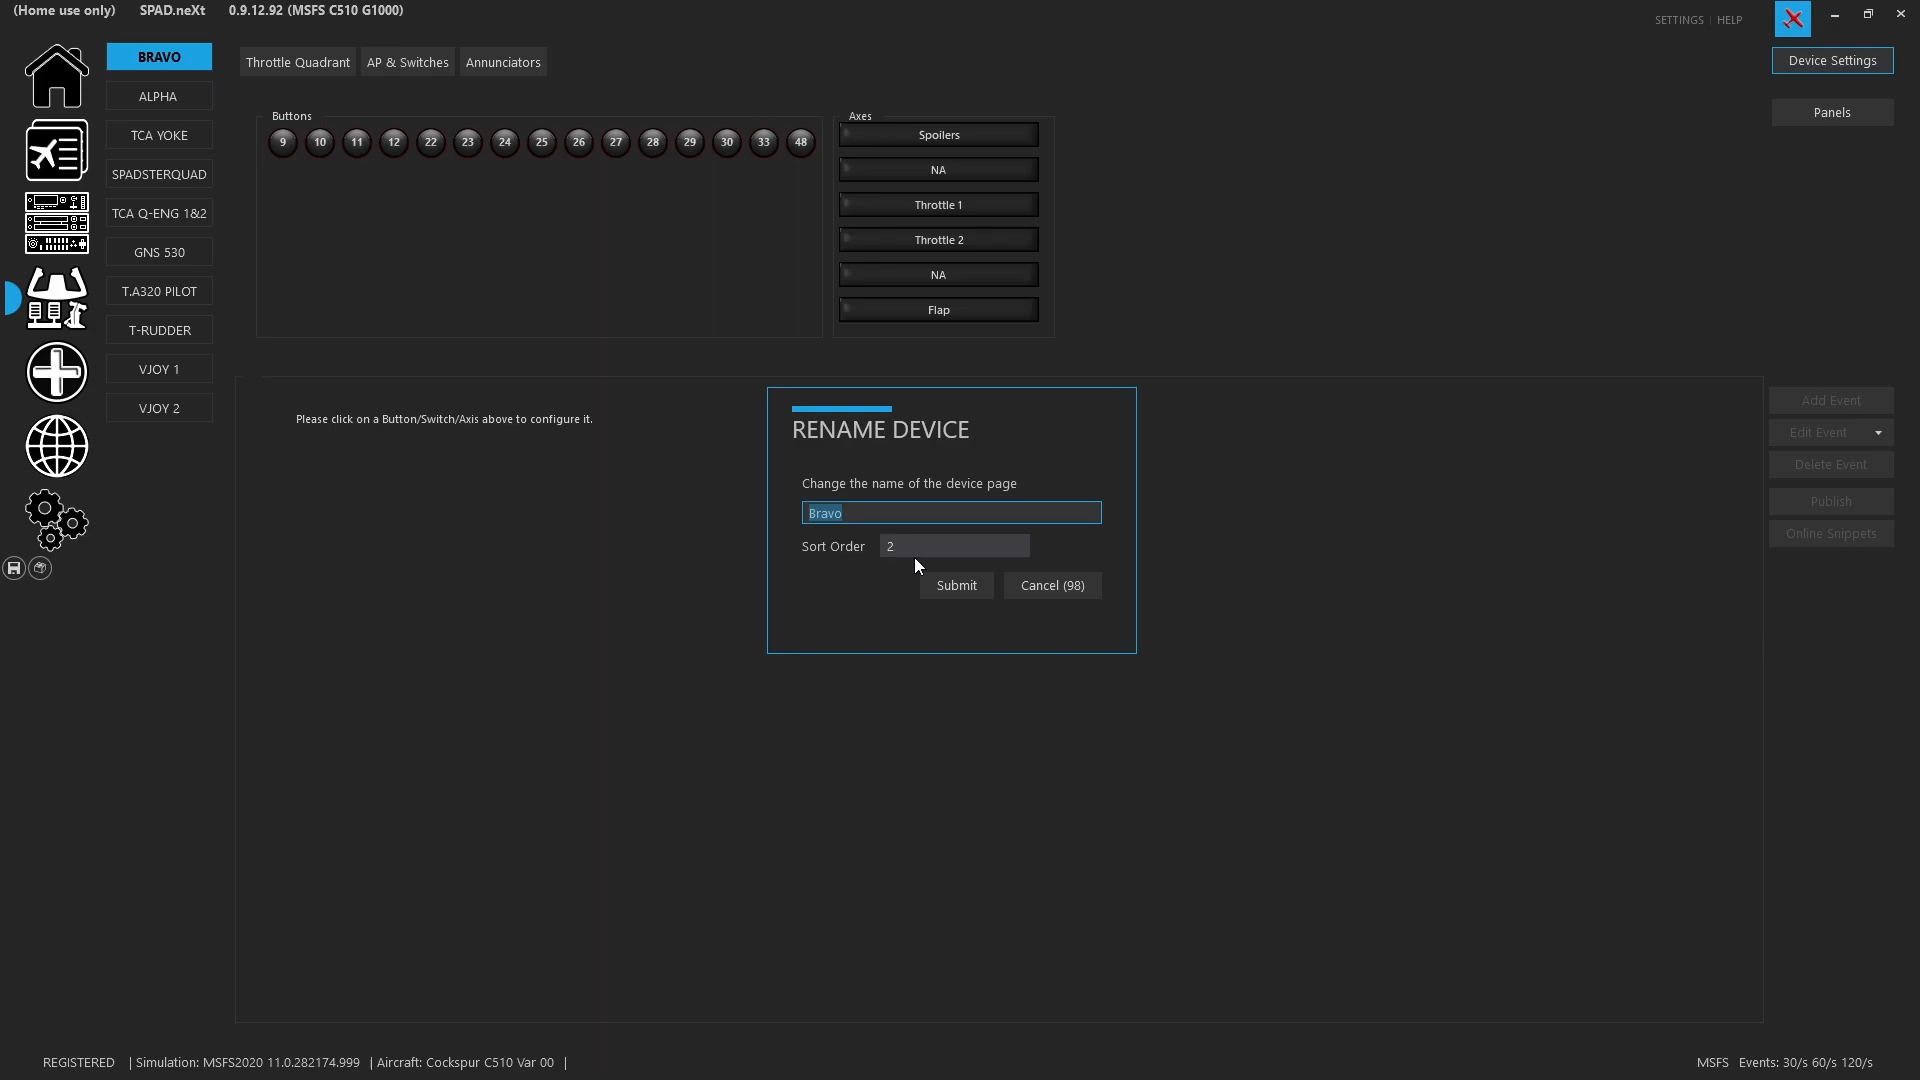 (Home use only) SPAD.neXt 0.9.12.92 (MSFS C510 G1000)
SETTINGS | HELP
BRAVO
ALPHA
TCA YOKE
SPADSTERQUAD
TCA Q-ENG 1&2
GNS 530
T.A320 PILOT
T-RUDDER
VJOY 1
VJOY 2
Throttle Quadrant AP & Switches Annunciators
Device Settings
Panels
Buttons
9 10 11 12 22 23 24 25 26 27 28 29 30 33 48
Axes
Spoilers
NA
Throttle 1
Throttle 2
NA
Flap
Please click on a Button/Switch/Axis above to configure it.
RENAME DEVICE
Change the name of the device page
Bravo
Sort Order 2
Submit Cancel (98)
Add Event
Edit Event
Delete Event
Publish
Online Snippets
REGISTERED | Simulation: MSFS2020 11.0.282174.999 | Aircraft: Cockspur C510 Var 00 |
MSFS Events: 30/s 60/s 120/s